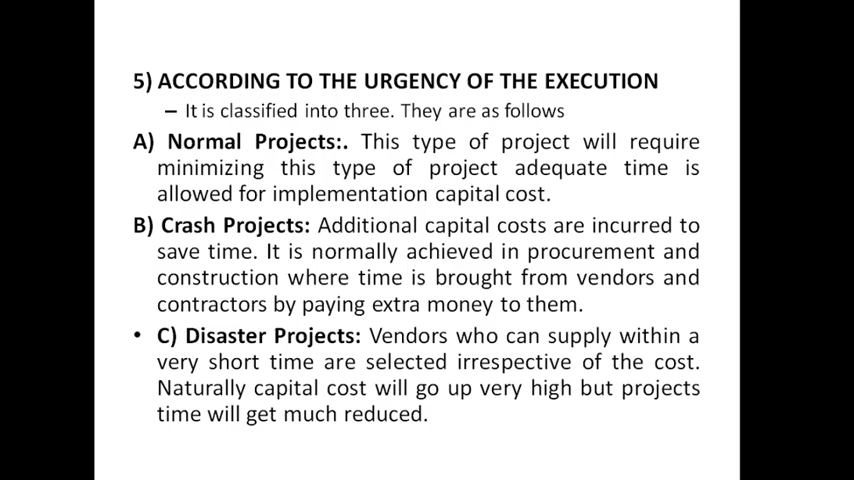 5) ACCORDING TO THE URGENCY OF THE EXECUTION
– It is classified into three. They are as follows
A) Normal Projects:. This type of project will require
minimizing this type of project adequate time is
allowed for implementation capital cost.
B) Crash Projects: Additional capital costs are incurred to
save time. It is normally achieved in procurement and
construction where time is brought from vendors and
contractors by paying extra money to them.
• C) Disaster Projects: Vendors who can supply within a
very short time are selected irrespective of the cost.
Naturally capital cost will go up very high but projects
time will get much reduced.